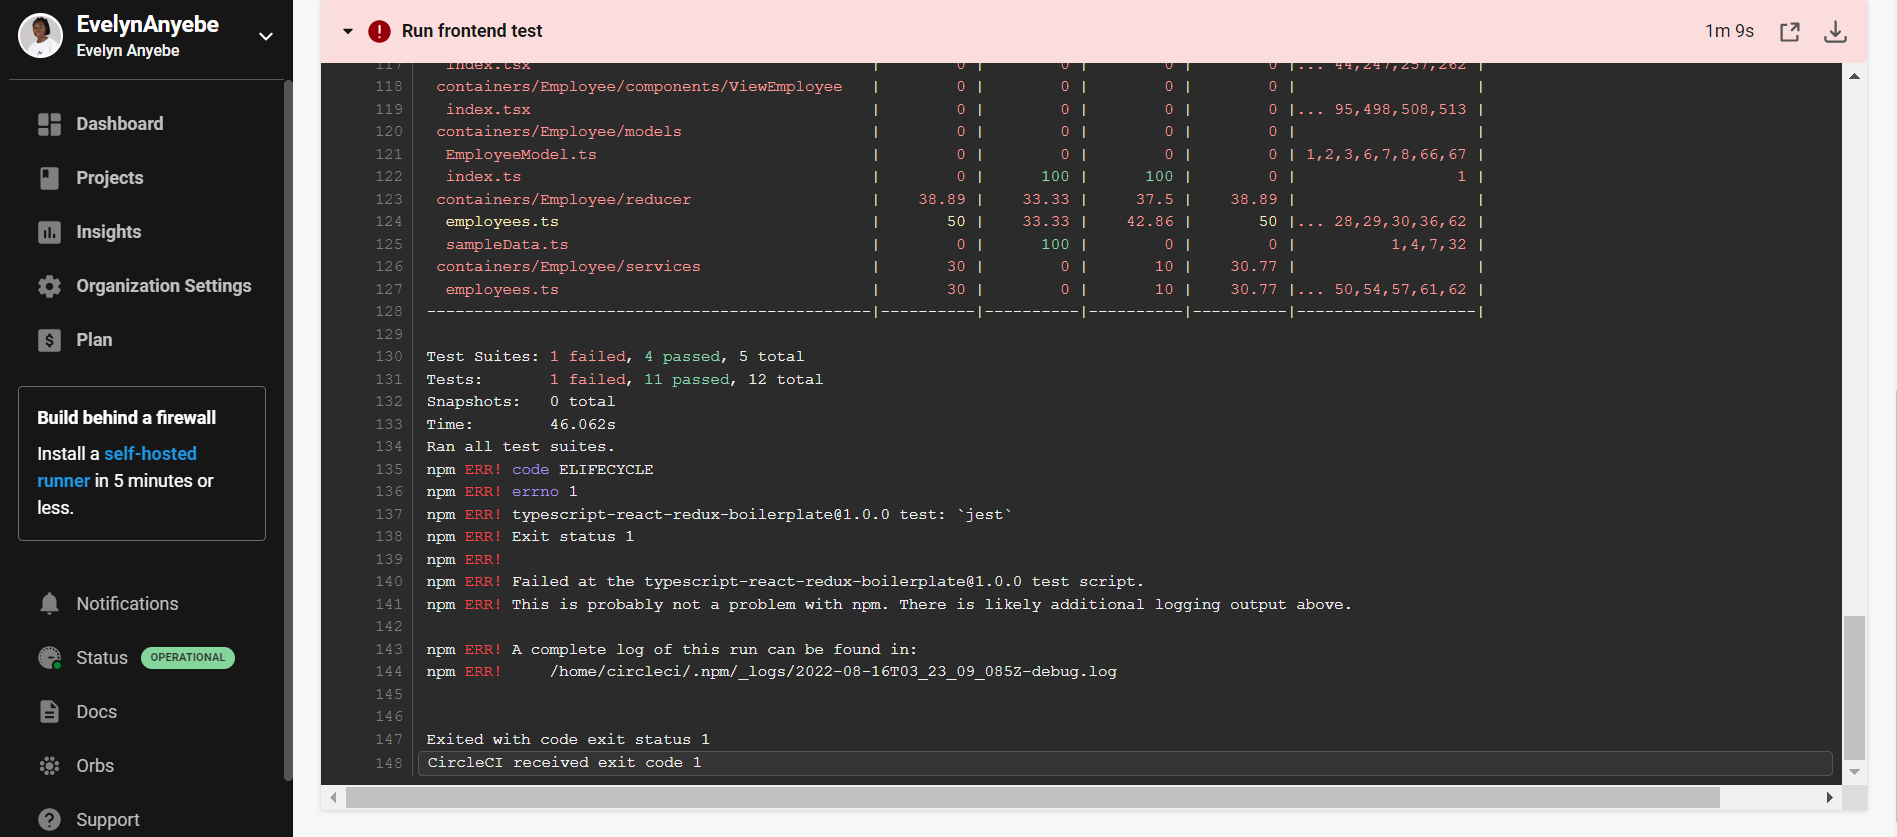 EvelynAnyebe
Evelyn Anyebe
Dashboard
Projects
Insights
Organization Settings
Plan
Build behind a firewall
Install a self-hosted
runner in 5 minutes or
less.
Notifications
Status OPERATIONAL
Docs
Orbs
Support
Run frontend test 1m 9s
117 index.tsx | 0 | 0 | 0 | 0 |... 44,247,257,262 |
118 containers/Employee/components/ViewEmployee | 0 | 0 | 0 | 0 | |
119 index.tsx | 0 | 0 | 0 | 0 |... 95,498,508,513 |
120 containers/Employee/models | 0 | 0 | 0 | 0 | |
121 EmployeeModel.ts | 0 | 0 | 0 | 0 | 1,2,3,6,7,8,66,67 |
122 index.ts | 0 | 100 | 100 | 0 | 1 |
123 containers/Employee/reducer | 38.89 | 33.33 | 37.5 | 38.89 | |
124 employees.ts | 50 | 33.33 | 42.86 | 50 |... 28,29,30,36,62 |
125 sampleData.ts | 0 | 100 | 0 | 0 | 1,4,7,32 |
126 containers/Employee/services | 30 | 0 | 10 | 30.77 | |
127 employees.ts | 30 | 0 | 10 | 30.77 |... 50,54,57,61,62 |
128 -----------------------------------------------|----------|----------|----------|----------|-------------------|
129
130 Test Suites: 1 failed, 4 passed, 5 total
131 Tests: 1 failed, 11 passed, 12 total
132 Snapshots: 0 total
133 Time: 46.062s
134 Ran all test suites.
135 npm ERR! code ELIFECYCLE
136 npm ERR! errno 1
137 npm ERR! typescript-react-redux-boilerplate@1.0.0 test: `jest`
138 npm ERR! Exit status 1
139 npm ERR!
140 npm ERR! Failed at the typescript-react-redux-boilerplate@1.0.0 test script.
141 npm ERR! This is probably not a problem with npm. There is likely additional logging output above.
142
143 npm ERR! A complete log of this run can be found in:
144 npm ERR! /home/circleci/.npm/_logs/2022-08-16T03_23_09_085Z-debug.log
145
146
147 Exited with code exit status 1
148 CircleCI received exit code 1